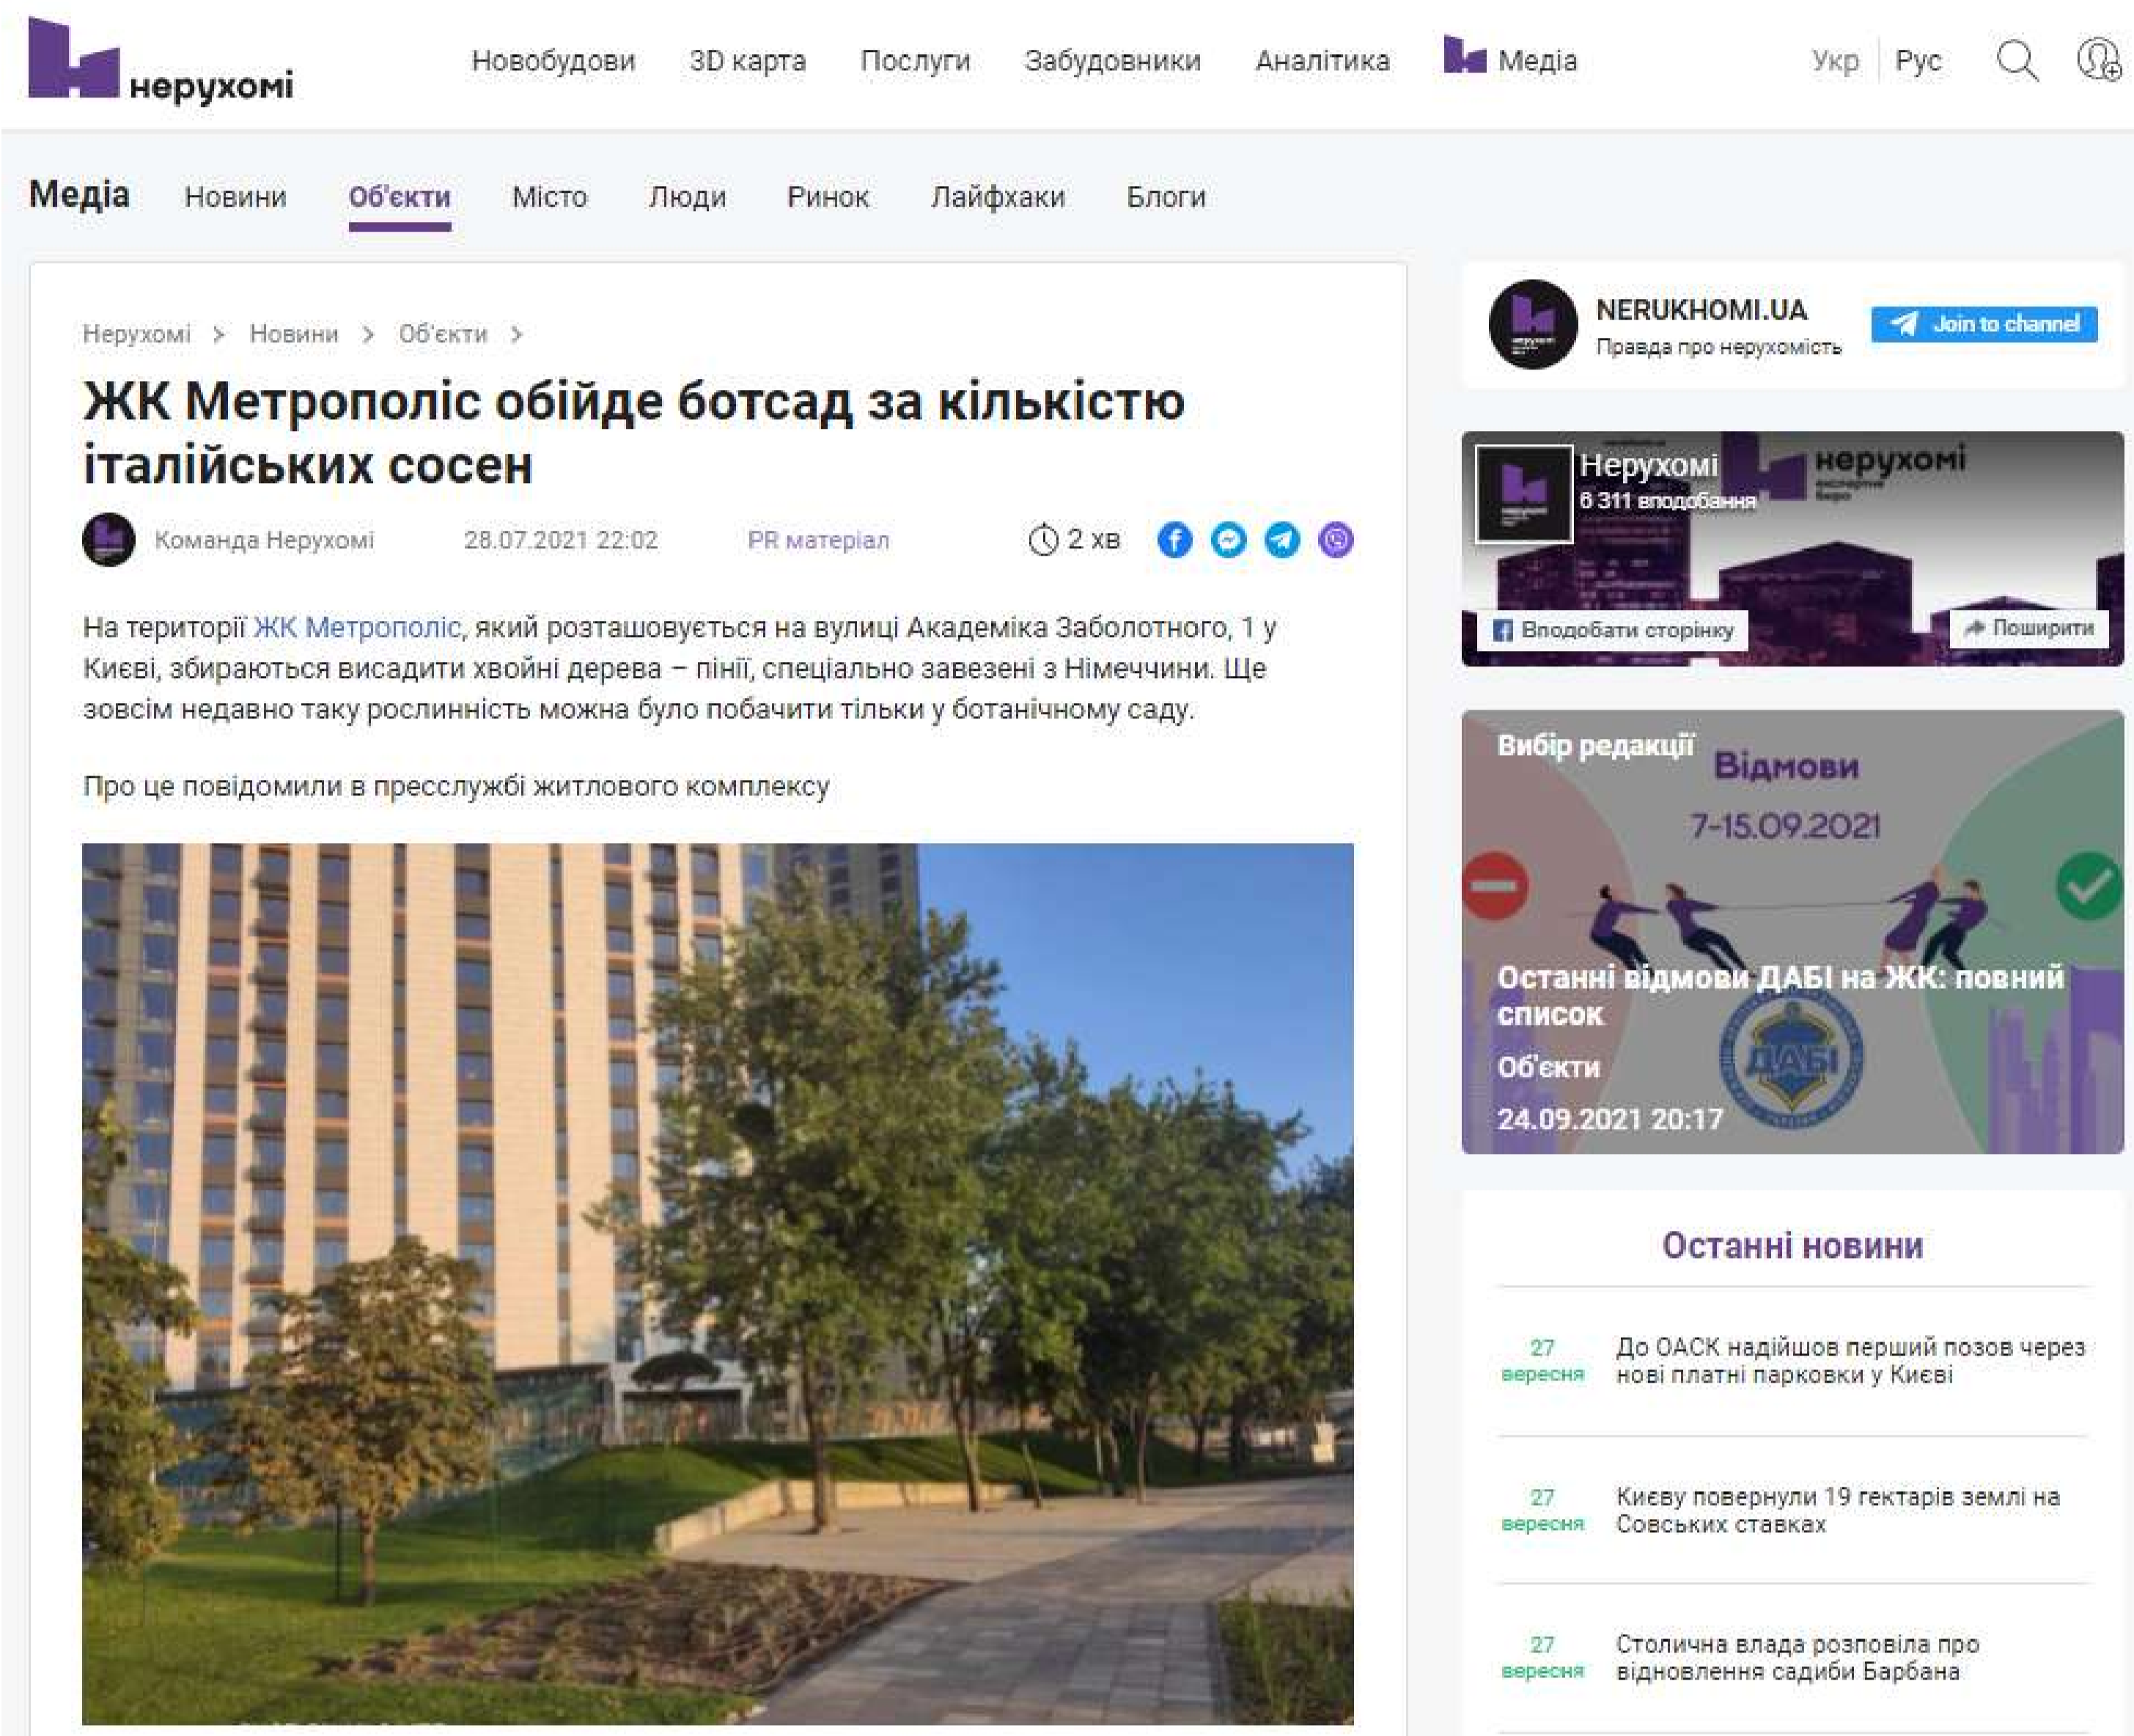 нерухомі
Новобудови 3D карта Послуги Забудовники Аналітика Медіа Укр Рус
Медіа Новини Об'єкти Місто Люди Ринок Лайфхаки Блоги
Нерухомі > Новини > Об'єкти >
ЖК Метрополіс обійде ботсад за кількістю
італійських сосен
Команда Нерухомі 28.07.2021 22:02 PR матеріал 2 хв
На території ЖК Метрополіс, який розташовується на вулиці Академіка Заболотного, 1 у
Києві, збираються висадити хвойні дерева – пінії, спеціально завезені з Німеччини. Ще
зовсім недавно таку рослинність можна було побачити тільки у ботанічному саду.
Про це повідомили в пресслужбі житлового комплексу
NERUKHOMI.UA
Правда про нерухомість
Join to channel
Нерухомі
6 311 вподобання
нерухомі
експертне
бюро
Вподобати сторінку Поширити
Вибір редакції
Відмови
7-15.09.2021
Останні відмови ДАБІ на ЖК: повний
список
ДАБІ
Об'єкти
24.09.2021 20:17
Останні новини
27 вересня
До ОАСК надійшов перший позов через
нові платні парковки у Києві
27 вересня
Києву повернули 19 гектарів землі на
Совських ставках
27 вересня
Столична влада розповіла про
відновлення садиби Барбана